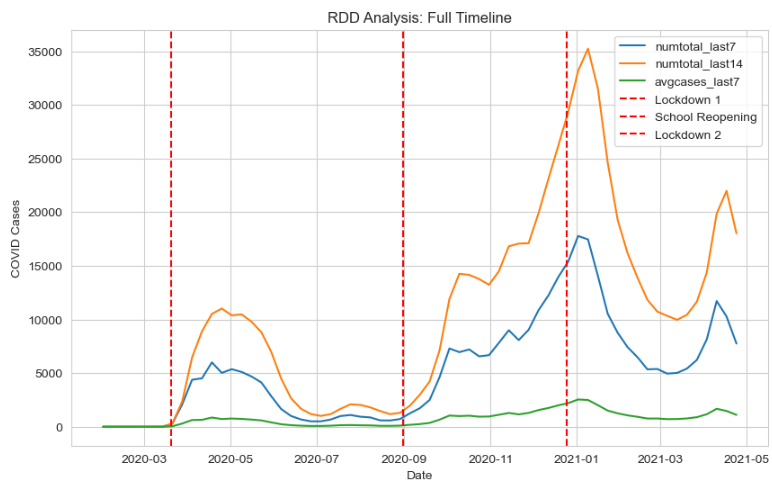 RDD Analysis: Full Timeline
numtotal_last7
numtotal_last14
avgcases_last7
Lockdown 1
School Reopening
Lockdown 2
COVID Cases
35000
30000
25000
20000
15000
10000
5000
0
2020-03
2020-05
2020-07
2020-09
2020-11
2021-01
2021-03
2021-05
Date